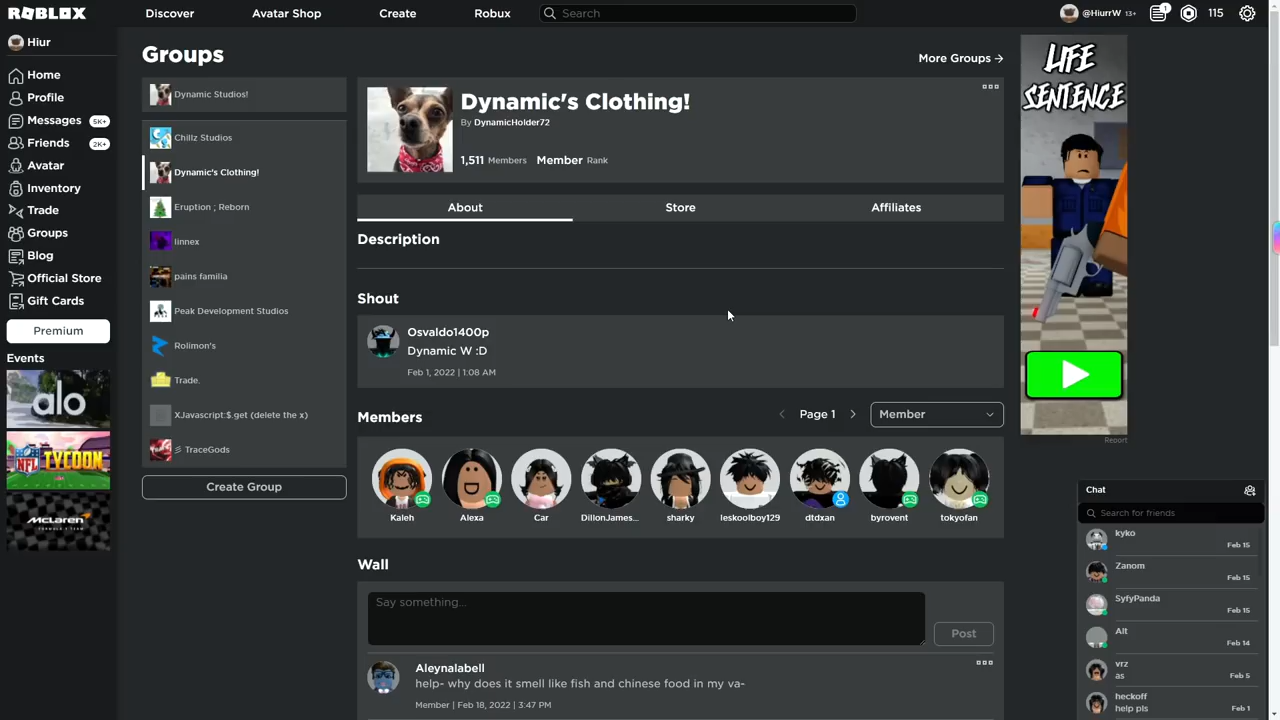 ROBLOX
Discover
Avatar Shop
Create
Robux
Search
@HiurrW 13+
1
115
Hiur
Home
Profile
Messages 5K+
Friends 2K+
Avatar
Inventory
Trade
Groups
Blog
Official Store
Gift Cards
Premium
Events
alo
NFL TYCOON
McLAREN
FORMULA 1 TEAM
Groups
More Groups →
Dynamic Studios!
Chillz Studios
Dynamic's Clothing!
Eruption ; Reborn
linnex
pains familia
Peak Development Studios
Rolimon's
Trade.
XJavascript:$.get (delete the x)
彡 TraceGods
Create Group
Dynamic's Clothing!
By DynamicHolder72
1,511 Members Member Rank
About
Store
Affiliates
Description
Shout
Osvaldo1400p
Dynamic W :D
Feb 1, 2022 | 1:08 AM
Members
Page 1
Member
Kaleh
Alexa
Car
DillonJames...
sharky
leskoolboy129
dtdxan
byrovent
tokyofan
Wall
Say something...
Post
Aleynalabell
help- why does it smell like fish and chinese food in my va-
Member | Feb 18, 2022 | 3:47 PM
LIFE
SENTENCE
Report
Chat
Search for friends
kyko
Feb 15
Zanom
Feb 15
SyfyPanda
Feb 15
Alt
Feb 14
vrz
as
Feb 5
heckoff
help pls
Feb 1